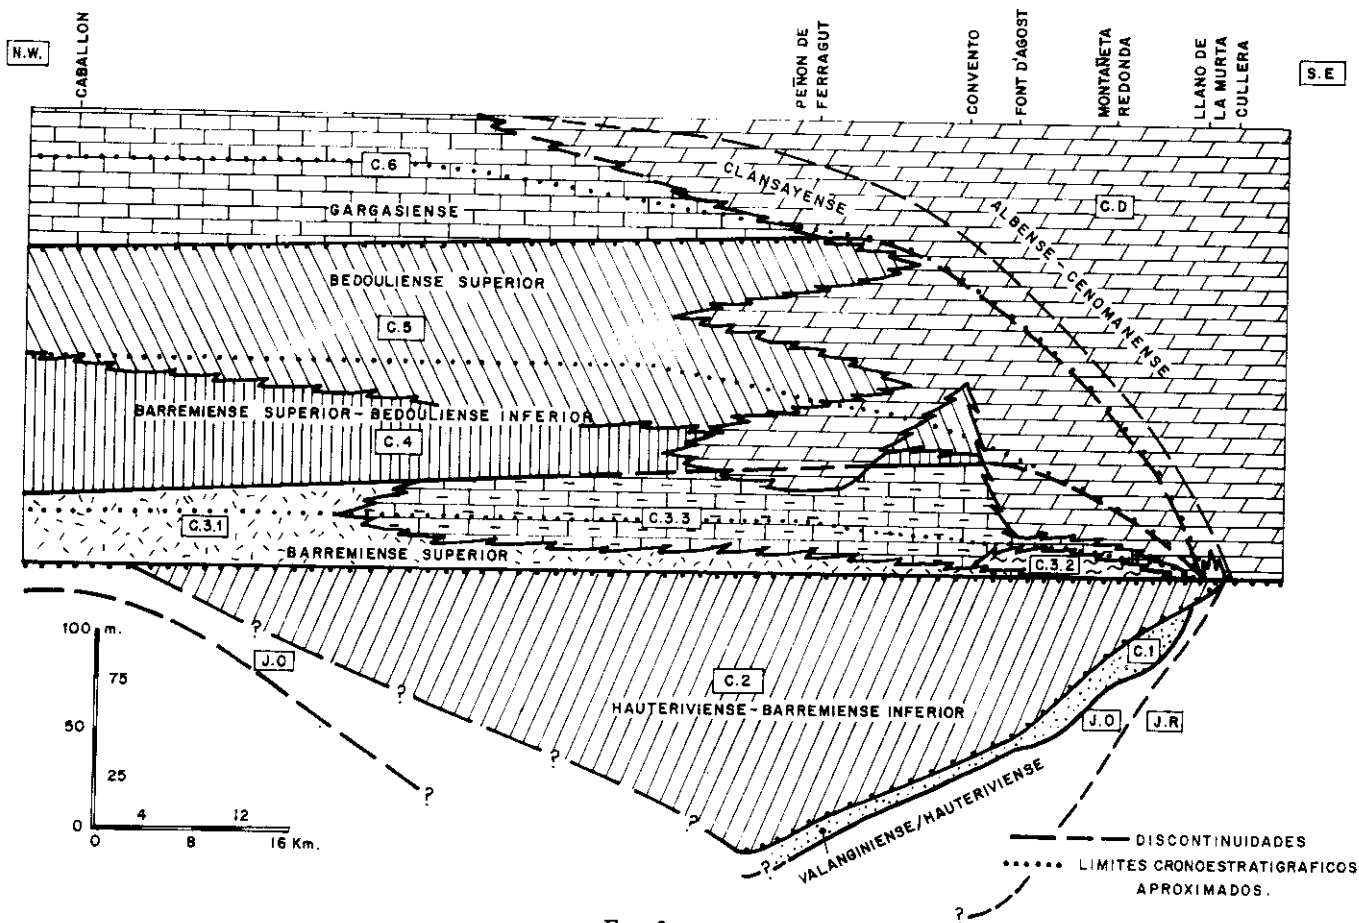 N.W.
CABALLON
PEÑON DE
FERRAGUT
CONVENTO
FONT D'AGOST
MONTAÑETA
REDONDA
LLANO DE
LA MURTA
CULLERA
S.E
C.6
GARGASIENSE
CLANSAYENSE
ALBENSE-CENOMANENSE
C.D
BEDOULIENSE SUPERIOR
C.5
BARREMIENSE SUPERIOR-BEDOULIENSE INFERIOR
C.4
C.3.1
C.3.3
BARREMIENSE SUPERIOR
C.3.2
100 m.
75
50
25
0
4
12
0
8
16 Km.
J.O
?
?
?
?
?
C.2
HAUTERIVIENSE-BARREMIENSE INFERIOR
C.1
J.O
J.R
?
VALANGINIENSE/HAUTERIVIENSE
?
DISCONTINUIDADES
LIMITES CRONOESTRATIGRAFICOS
APROXIMADOS.